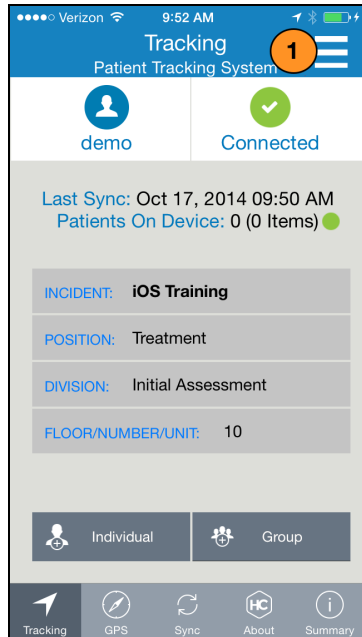 Verizon 9:52 AM
Tracking
Patient Tracking System
1
demo
Connected
Last Sync: Oct 17, 2014 09:50 AM
Patients On Device: 0 (0 Items)
INCIDENT: iOS Training
POSITION: Treatment
DIVISION: Initial Assessment
FLOOR/NUMBER/UNIT: 10
Individual
Group
HC
i
Tracking GPS Sync About Summary